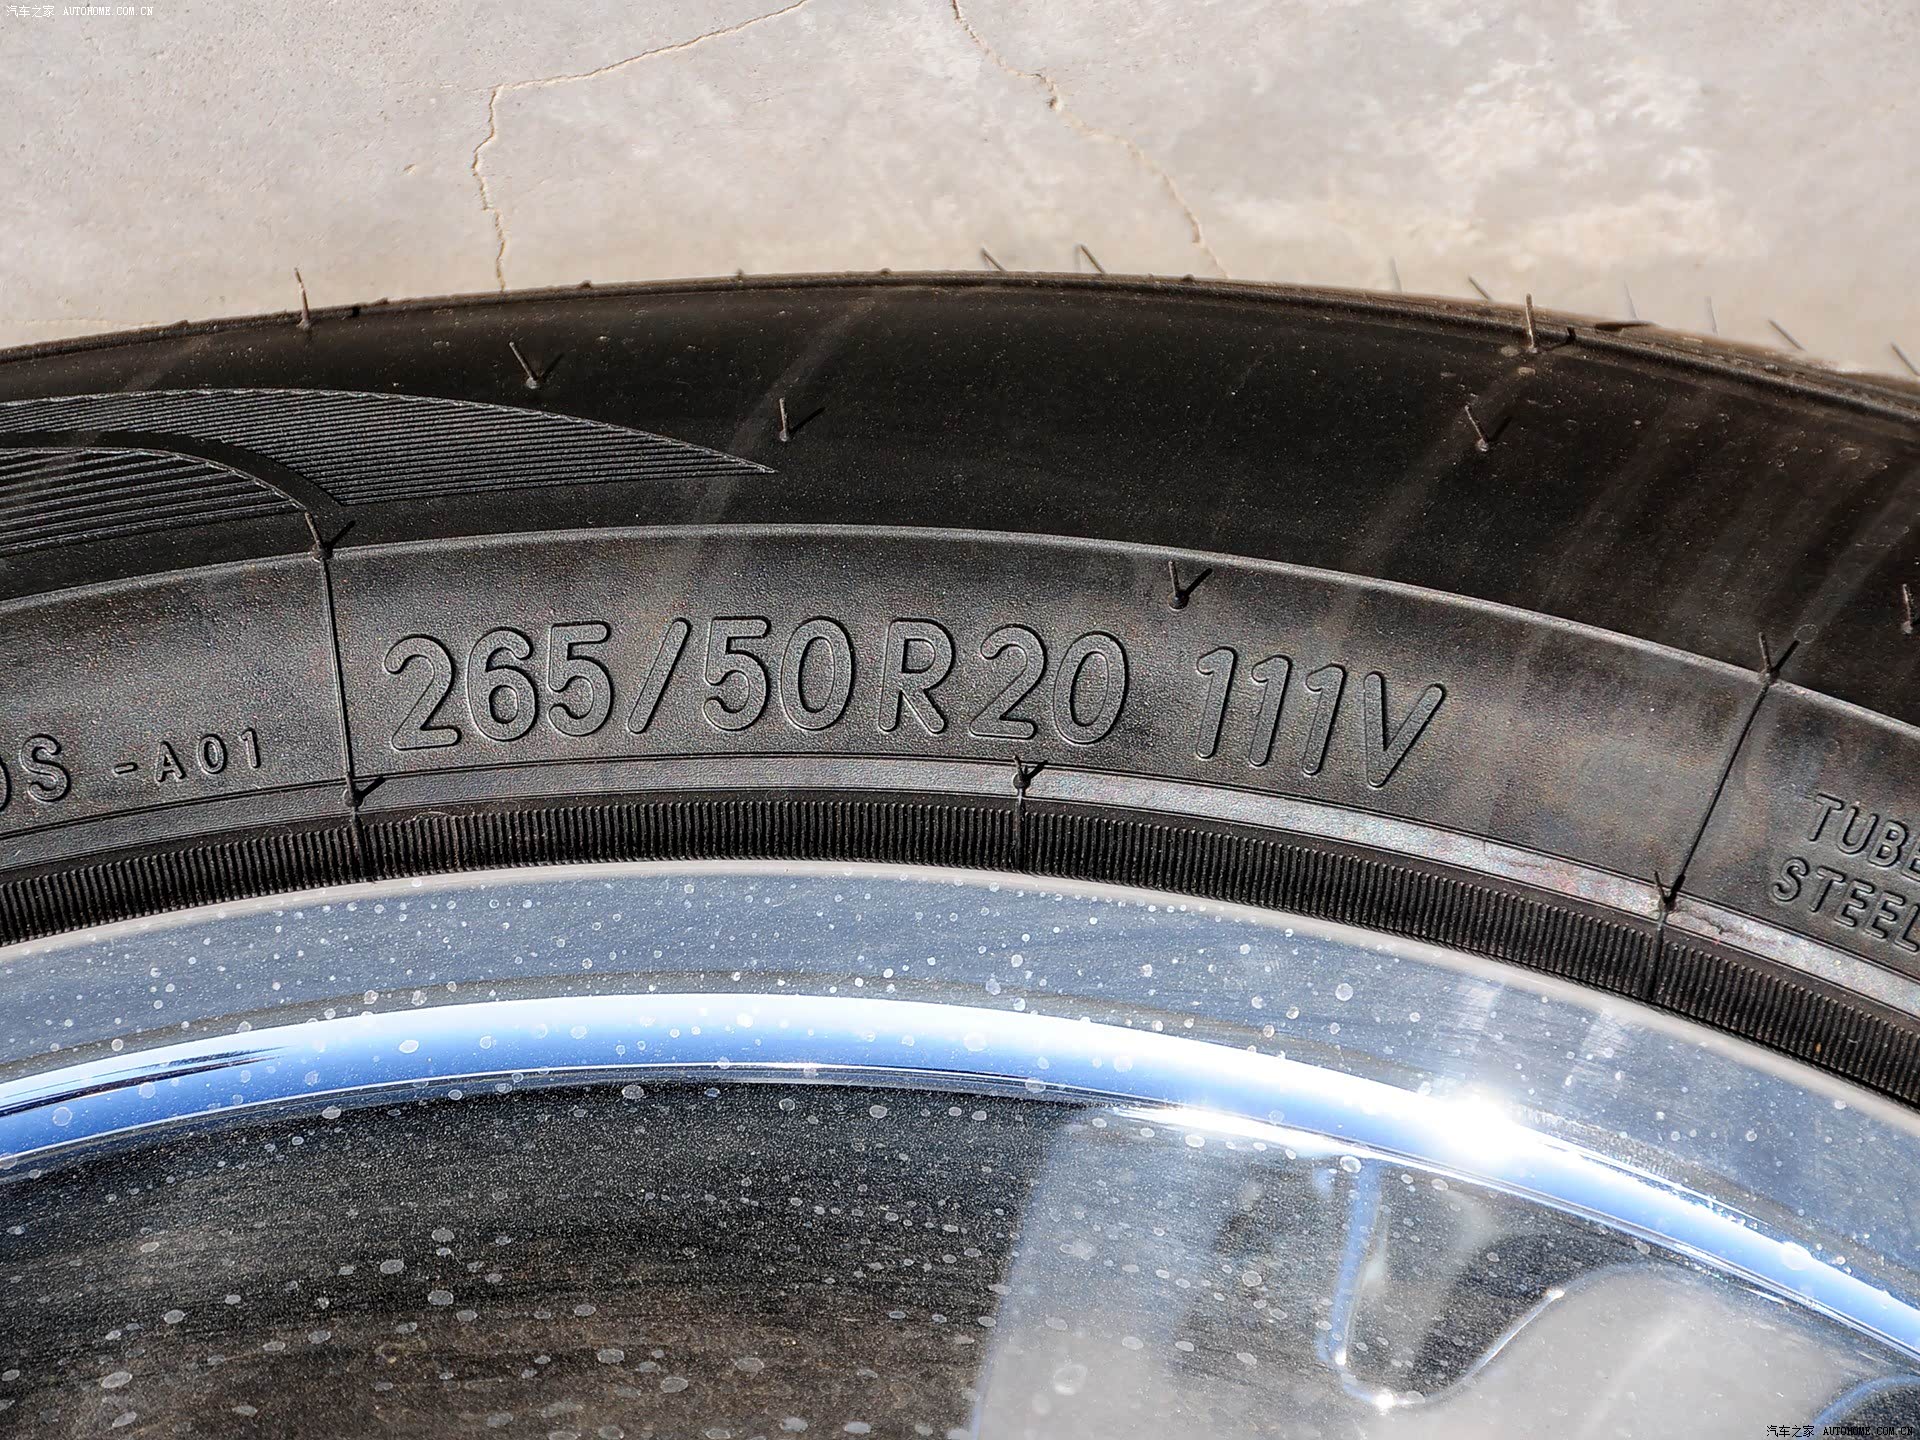 汽车之家 AUTOHOME.COM.CN
265/50R20 111V
-A01
STEEL
汽车之家 AUTOHOME.COM.CN